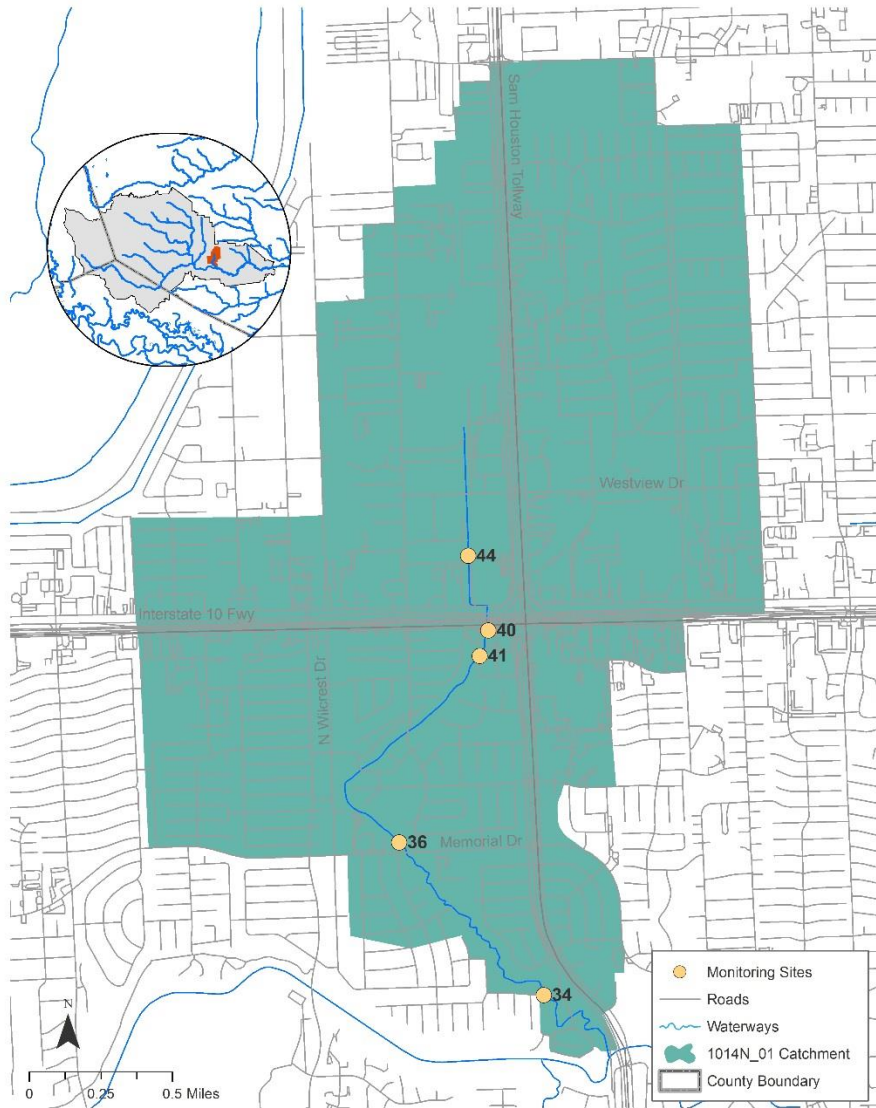 Sam Houston Tollway
Westview Dr
44
Interstate 10 Fwy
40
41
N Wilcrest Dr
36
Memorial Dr
34
N
0 0.25 0.5 Miles
Monitoring Sites
Roads
Waterways
1014N_01 Catchment
County Boundary